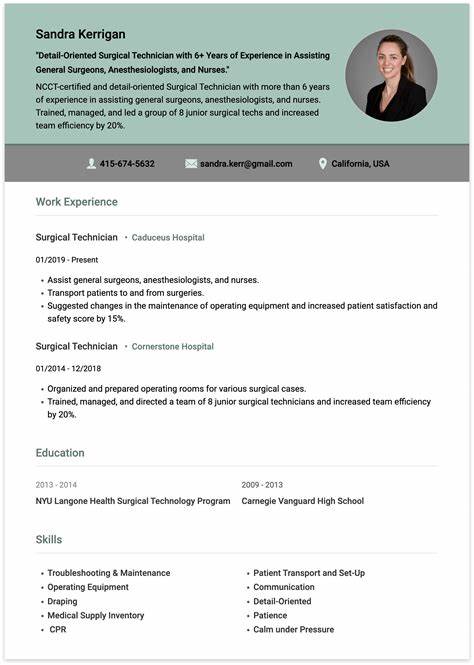 Sandra Kerrigan
"Detail-Oriented Surgical Technician with 6+ Years of Experience in Assisting
General Surgeons, Anesthesiologists, and Nurses."
NCCT-certified and detail-oriented Surgical Technician with more than 6 years
of experience in assisting general surgeons, anesthesiologists, and nurses.
Trained, managed, and led a group of 8 junior surgical techs and increased
team efficiency by 20%.
415-674-5632 sandra.kerr@gmail.com California, USA
Work Experience
Surgical Technician • Caduceus Hospital
01/2019 - Present
• Assist general surgeons, anesthesiologists, and nurses.
• Transport patients to and from surgeries.
• Suggested changes in the maintenance of operating equipment and increased patient satisfaction and
safety score by 15%.
Surgical Technician • Cornerstone Hospital
01/2014 - 12/2018
• Organized and prepared operating rooms for various surgical cases.
• Trained, managed, and directed a team of 8 junior surgical technicians and increased team efficiency
by 20%.
Education
2013 - 2014
NYU Langone Health Surgical Technology Program
2009 - 2013
Carnegie Vanguard High School
Skills
• Troubleshooting & Maintenance
• Operating Equipment
• Draping
• Medical Supply Inventory
• CPR
• Patient Transport and Set-Up
• Communication
• Detail-Oriented
• Patience
• Calm under Pressure